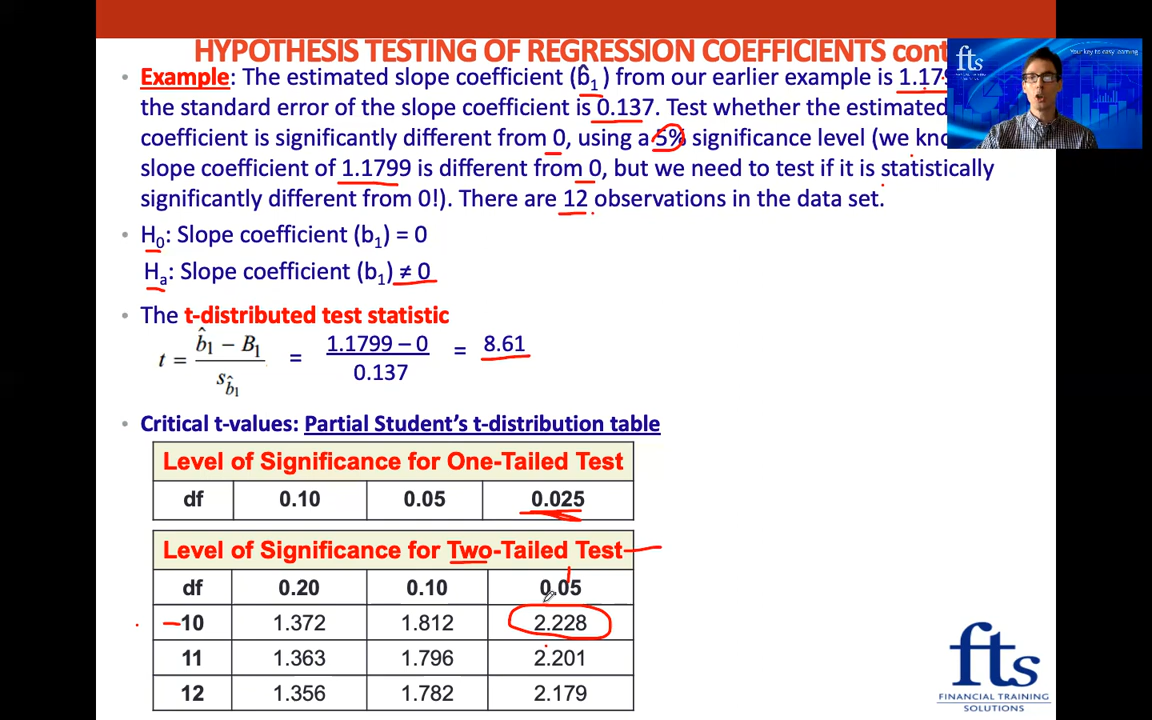 HYPOTHESIS TESTING OF REGRESSION COEFFICIENTS cont
fts
Your key to easy learning
• Example: The estimated slope coefficient (b̂1 ) from our earlier example is 1.179
the standard error of the slope coefficient is 0.137. Test whether the estimated
coefficient is significantly different from 0, using a 5% significance level (we kno
slope coefficient of 1.1799 is different from 0, but we need to test if it is statistically
significantly different from 0!). There are 12 observations in the data set.
• H0: Slope coefficient (b1) = 0
Ha: Slope coefficient (b1) ≠ 0
• The t-distributed test statistic
t = b̂1 − B1 / sb̂1 = 1.1799 – 0 / 0.137 = 8.61
• Critical t-values: Partial Student’s t-distribution table
Level of Significance for One-Tailed Test
df 0.10 0.05 0.025
Level of Significance for Two-Tailed Test
df 0.20 0.10 0.05
10 1.372 1.812 2.228
11 1.363 1.796 2.201
12 1.356 1.782 2.179
fts
FINANCIAL TRAINING
SOLUTIONS